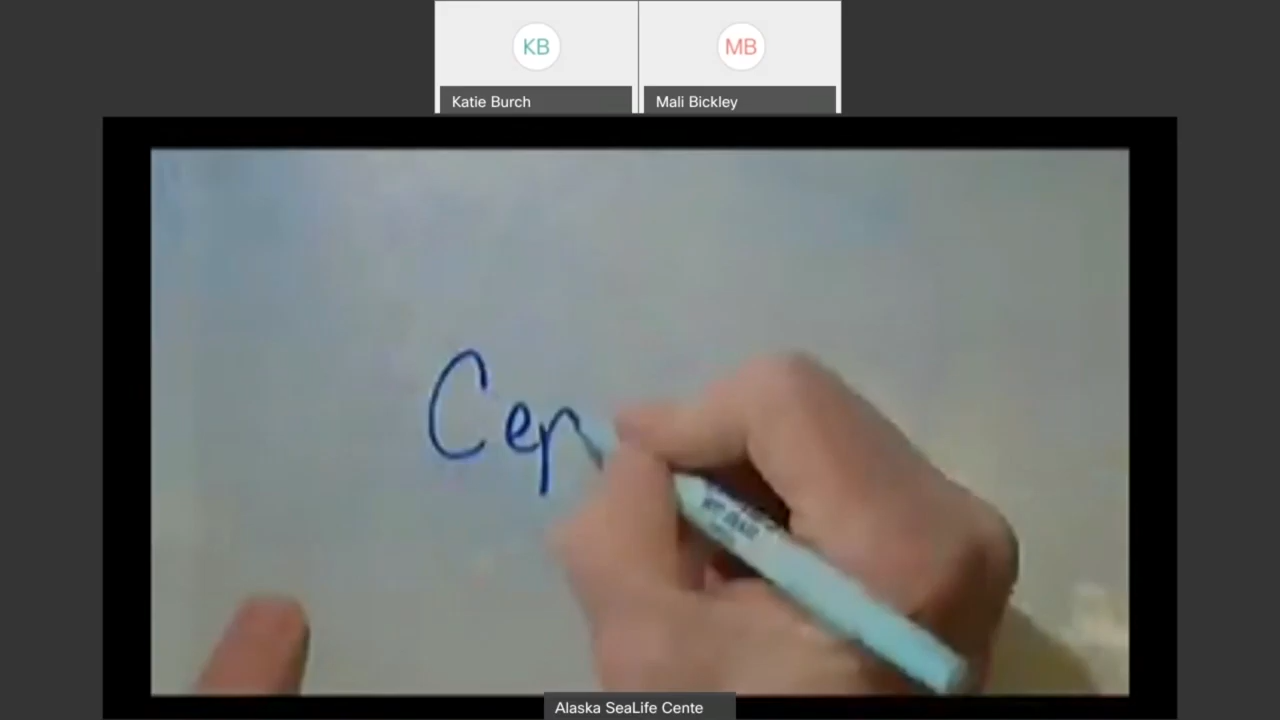 KB
MB
Katie Burch
Mali Bickley
Cep
Alaska SeaLife Cente